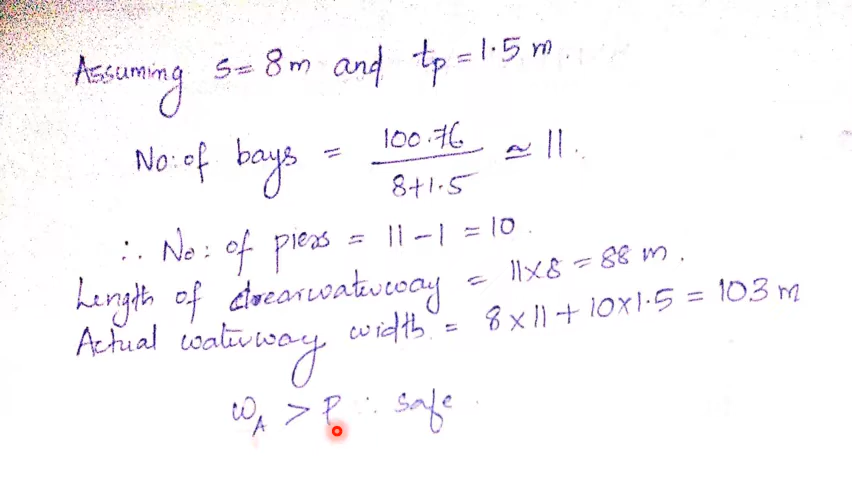 Assuming s = 8 m and tp = 1.5 m.
No: of bays = 100.76 / 8+1.5 ≃ 11.
∴ No: of piers = 11 - 1 = 10.
Length of clearwaterway = 11×8 = 88 m.
Actual waterway width = 8×11 + 10×1.5 = 103 m
WA > P ∴ safe.